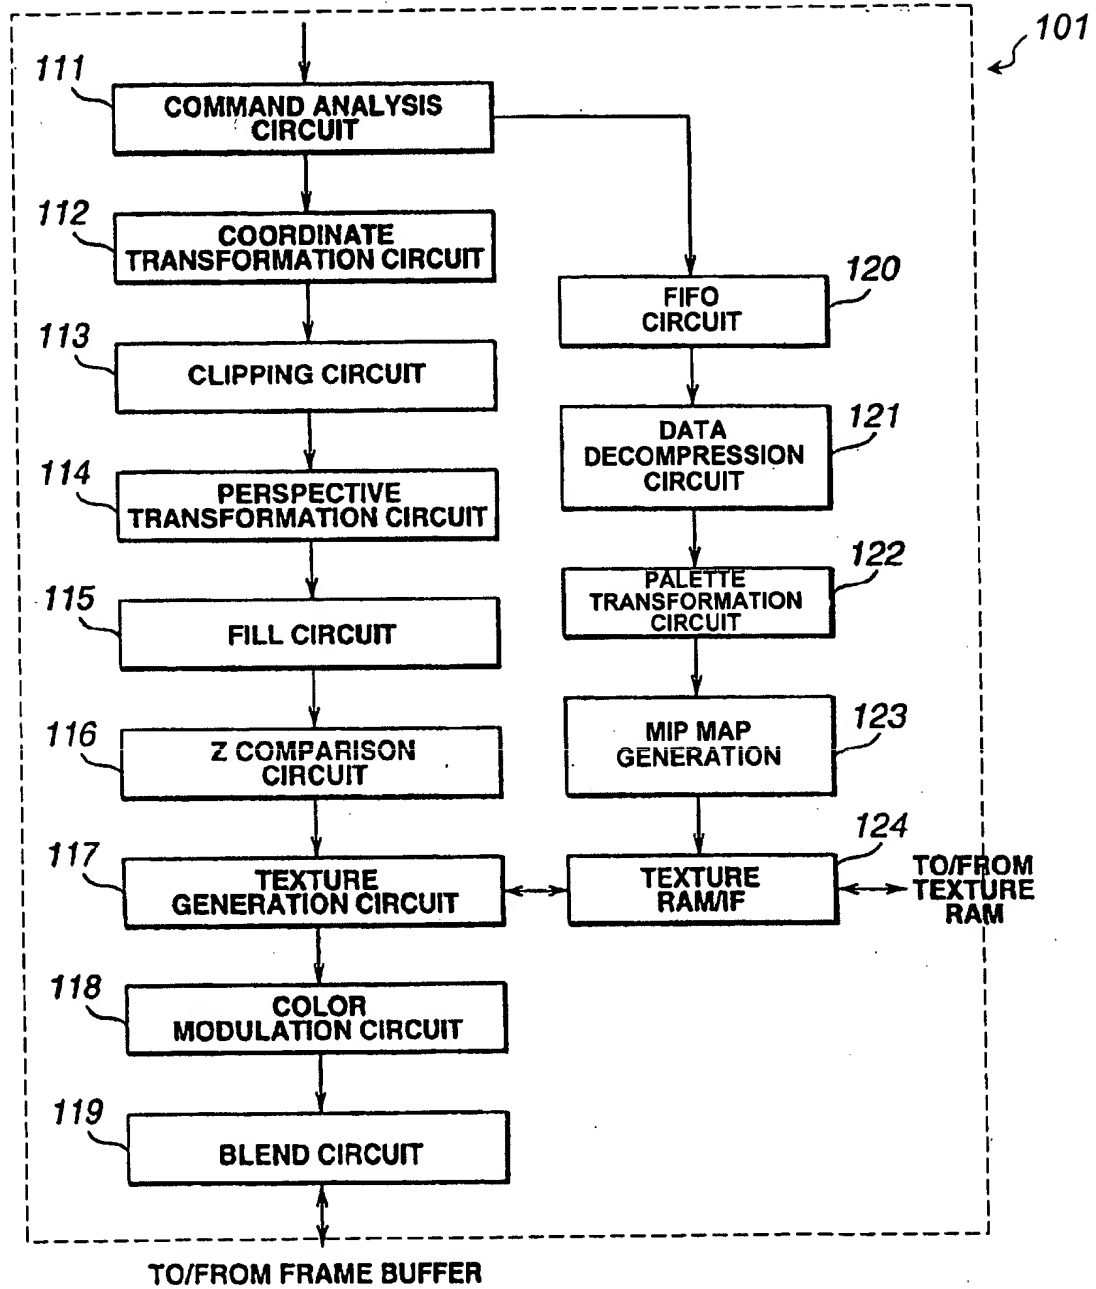 101
111
COMMAND ANALYSIS
CIRCUIT
112
COORDINATE
TRANSFORMATION CIRCUIT
113
CLIPPING CIRCUIT
114
PERSPECTIVE
TRANSFORMATION CIRCUIT
115
FILL CIRCUIT
116
Z COMPARISON
CIRCUIT
117
TEXTURE
GENERATION CIRCUIT
118
COLOR
MODULATION CIRCUIT
119
BLEND CIRCUIT
TO/FROM FRAME BUFFER
120
FIFO
CIRCUIT
121
DATA
DECOMPRESSION
CIRCUIT
122
PALETTE
TRANSFORMATION
CIRCUIT
123
MIP MAP
GENERATION
124
TEXTURE
RAM/IF
TO/FROM
TEXTURE
RAM